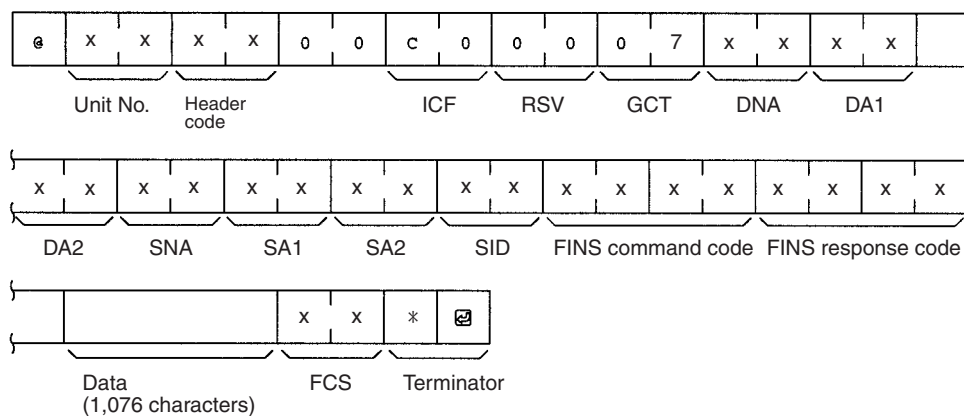 @ x x x x 0 0 C 0 0 0 0 7 x x x x
Unit No. Header code ICF RSV GCT DNA DA1
x x x x x x x x x x x x x x x x x x
DA2 SNA SA1 SA2 SID FINS command code FINS response code
x x * ↵
Data (1,076 characters) FCS Terminator